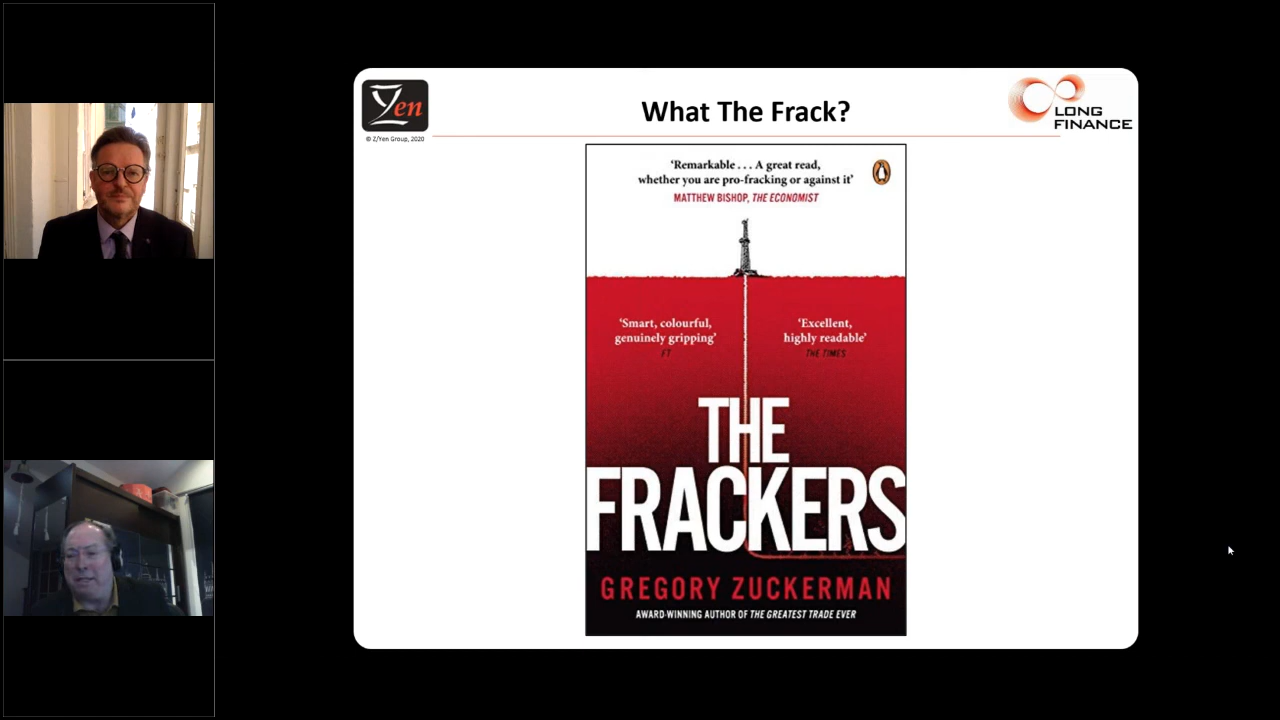 Z/Yen
© Z/Yen Group, 2020
What The Frack?
LONG
FINANCE
‘Remarkable . . . A great read,
whether you are pro-fracking or against it’
MATTHEW BISHOP, THE ECONOMIST
‘Smart, colourful,
genuinely gripping’
FT
‘Excellent,
highly readable’
THE TIMES
THE
FRACKERS
GREGORY ZUCKERMAN
AWARD-WINNING AUTHOR OF THE GREATEST TRADE EVER